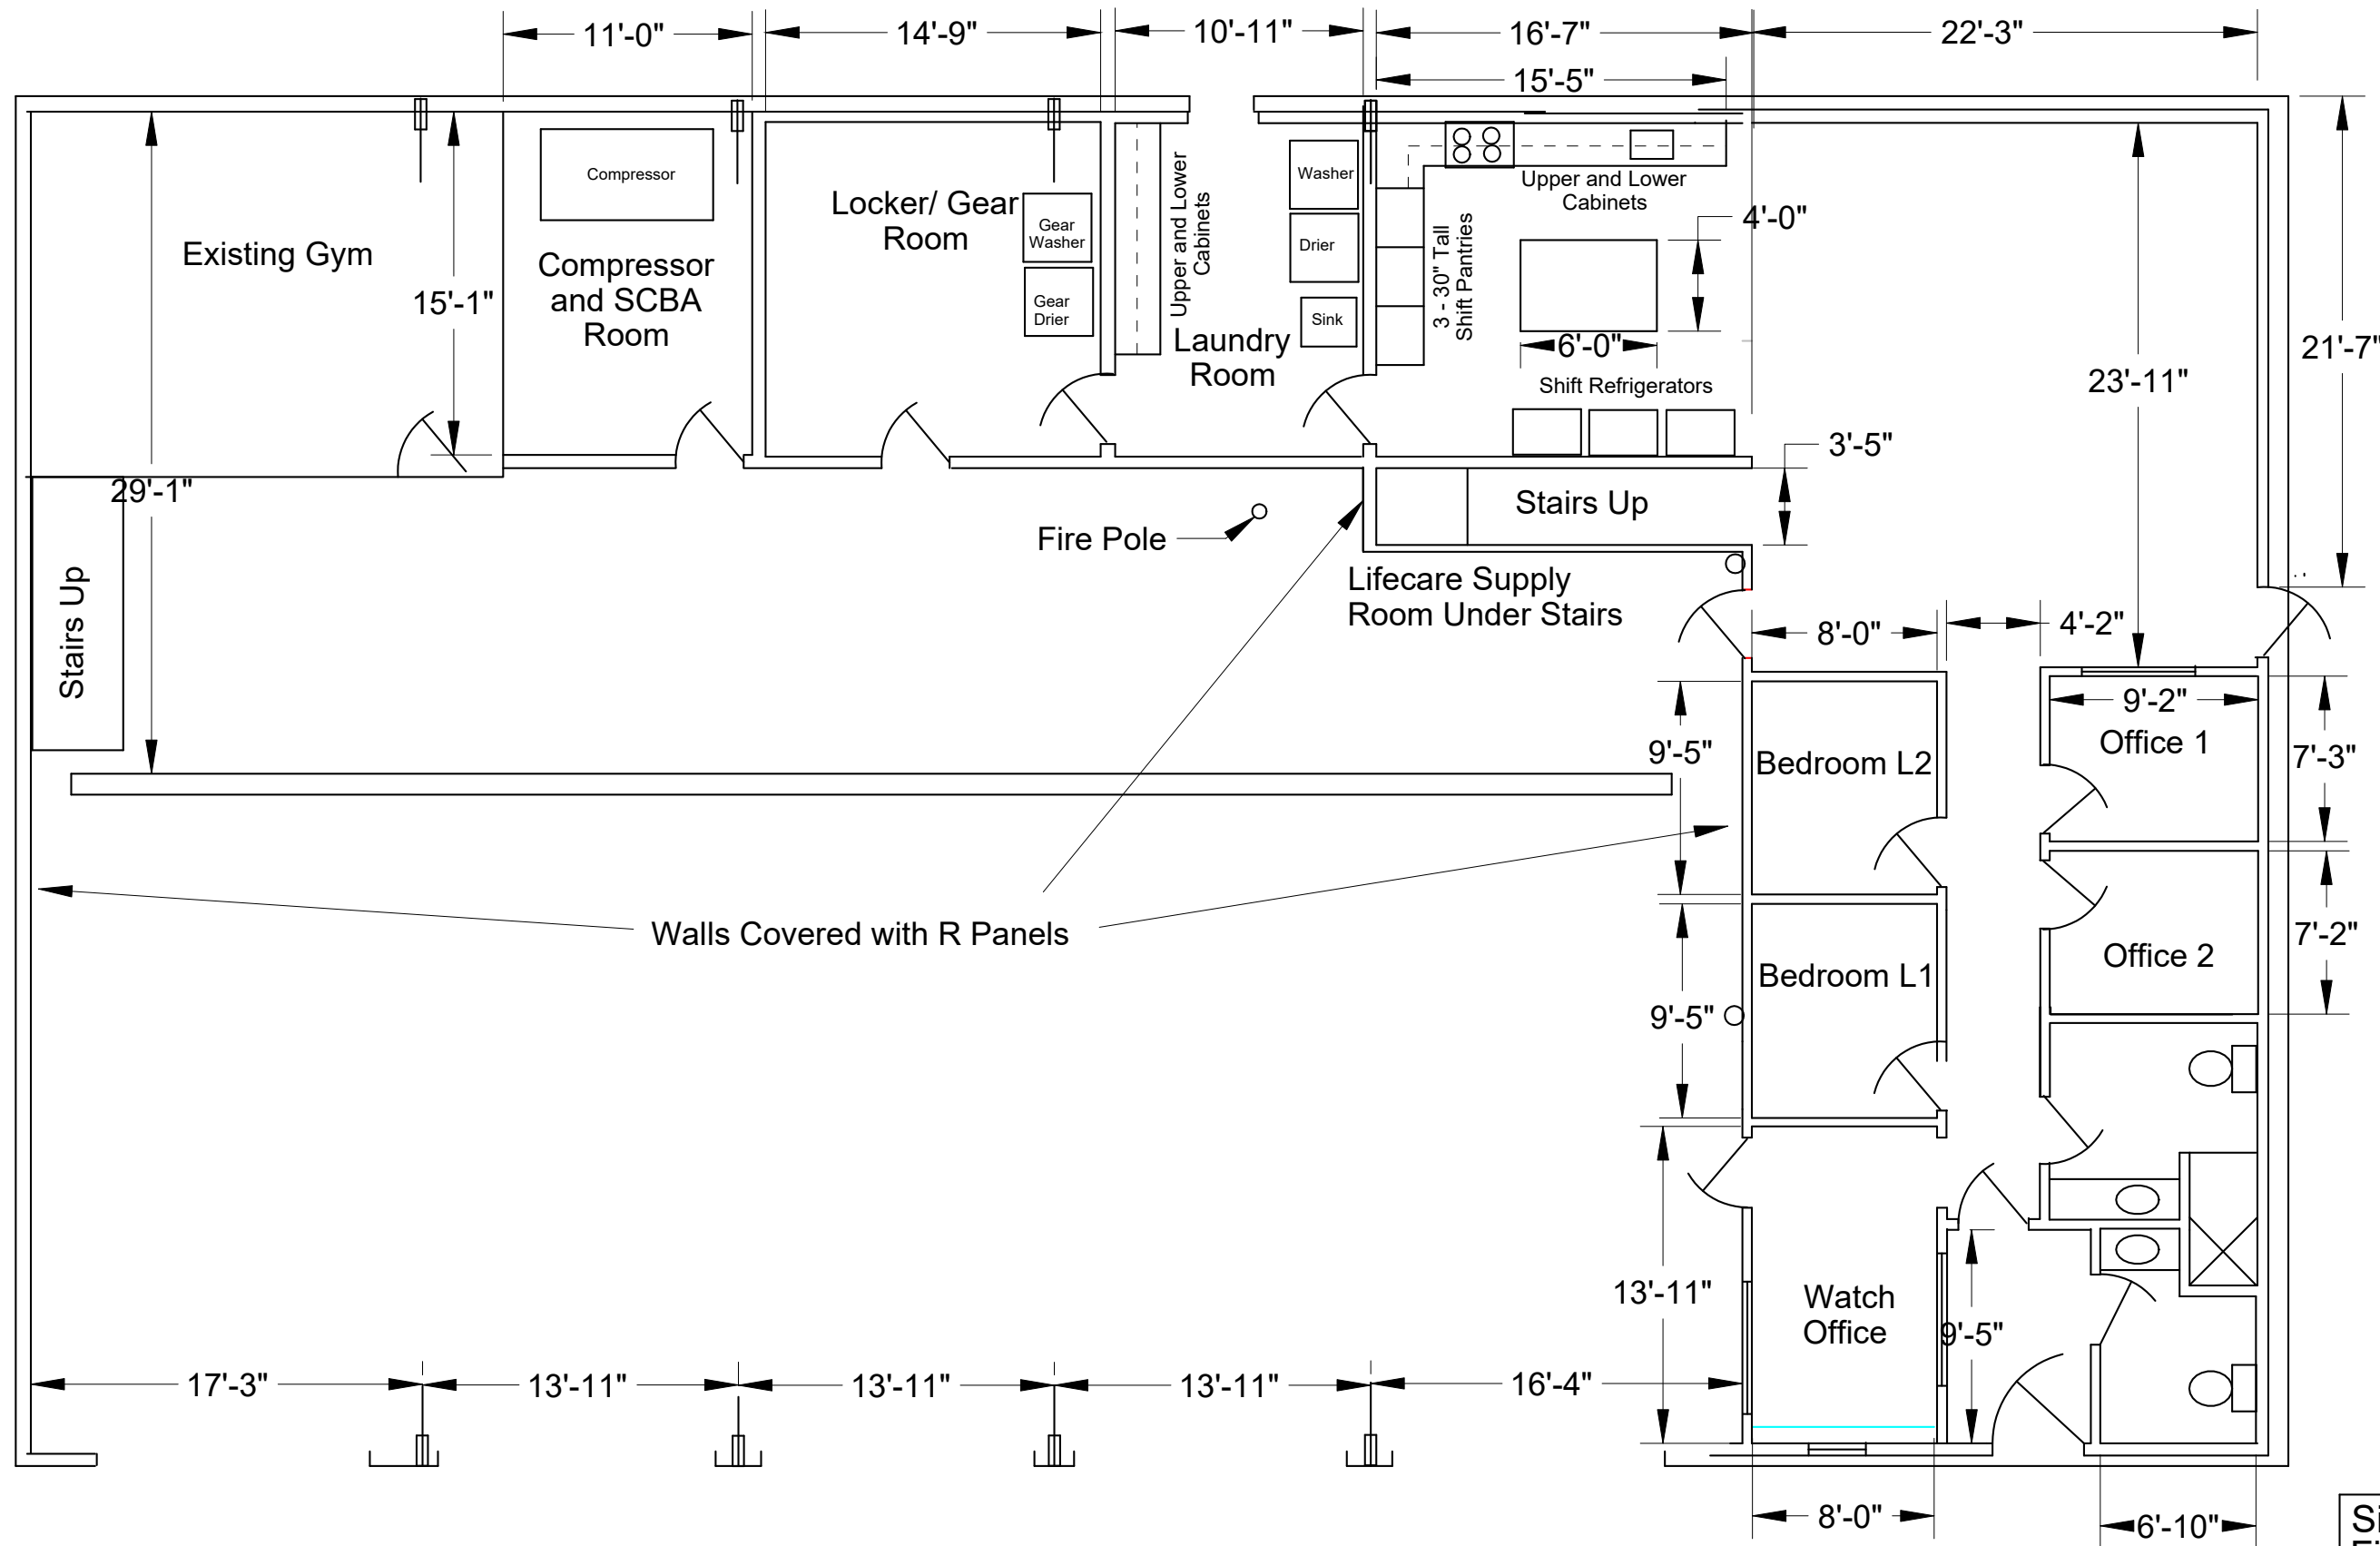 11'-0"
14'-9"
10'-11"
16'-7"
22'-3"
15'-5"
Existing Gym
15'-1"
29'-1"
Compressor
Compressor
and SCBA
Room
Locker/ Gear
Room
Gear
Washer
Gear
Drier
Upper and Lower
Cabinets
Washer
Drier
Sink
Laundry
Room
3 - 30" Tall
Shift Pantries
Upper and Lower
Cabinets
4'-0"
6'-0"
Shift Refrigerators
23'-11"
21'-7"
3'-5"
Stairs Up
Fire Pole
Lifecare Supply
Room Under Stairs
Stairs Up
8'-0"
4'-2"
9'-2"
Office 1
7'-3"
9'-5"
Bedroom L2
Walls Covered with R Panels
Office 2
7'-2"
Bedroom L1
9'-5"
13'-11"
Watch
Office
9'-5"
17'-3"
13'-11"
13'-11"
13'-11"
16'-4"
8'-0"
6'-10"